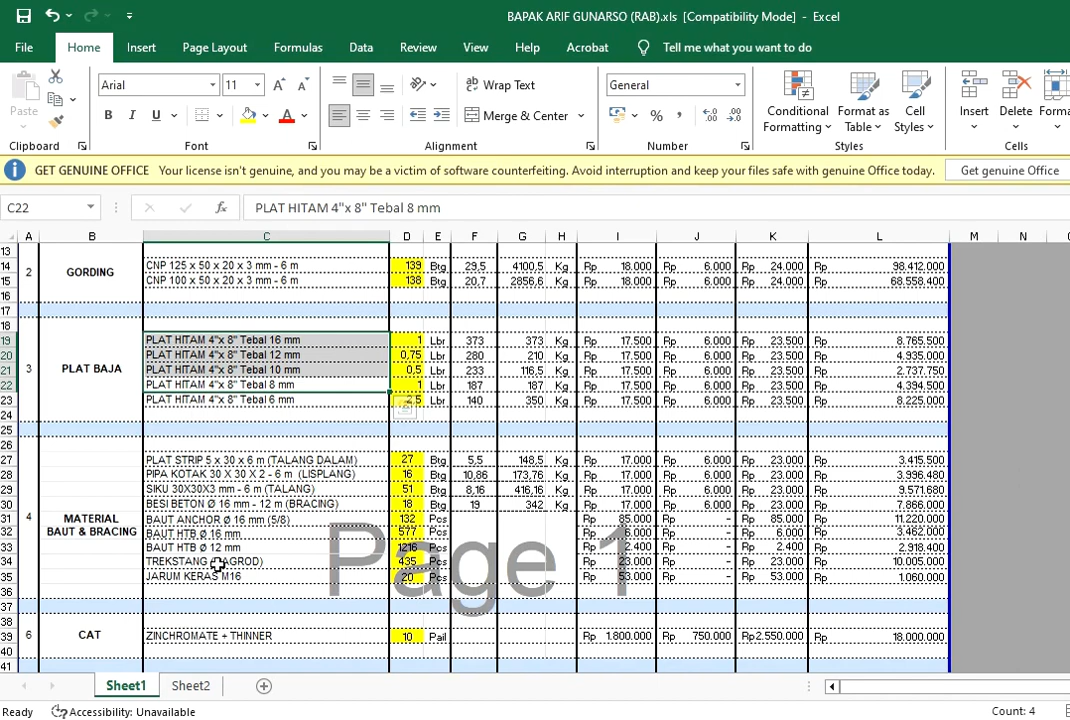 BAPAK ARIF GUNARSO (RAB).xls [Compatibility Mode] - Excel
File Home Insert Page Layout Formulas Data Review View Help Acrobat Tell me what you want to do
Paste Arial 11 Wrap Text General Conditional Formatting Format as Table Cell Styles Insert Delete
B I U Merge & Center %
Clipboard Font Alignment Number Styles Cells
GET GENUINE OFFICE Your license isn't genuine, and you may be a victim of software counterfeiting. Avoid interruption and keep your files safe with genuine Office today. Get genuine Office
C22 fx PLAT HITAM 4"x 8" Tebal 8 mm
A B C D E F G H I J K L M N
13
14 2 GORDING CNP 125 x 50 x 20 x 3 mm - 6 m 139 Btg 29,5 4100,5 Kg Rp 18.000 Rp 6.000 Rp 24.000 Rp 98.412.000
15 CNP 100 x 50 x 20 x 3 mm - 6 m 138 Btg 20,7 2856,6 Kg Rp 18.000 Rp 6.000 Rp 24.000 Rp 68.558.400
16
17
18
19 PLAT HITAM 4"x 8" Tebal 16 mm 1 Lbr 373 373 Kg Rp 17.500 Rp 6.000 Rp 23.500 Rp 8.765.500
20 PLAT HITAM 4"x 8" Tebal 12 mm 0,75 Lbr 280 210 Kg Rp 17.500 Rp 6.000 Rp 23.500 Rp 4.935.000
21 3 PLAT BAJA PLAT HITAM 4"x 8" Tebal 10 mm 0,5 Lbr 233 116,5 Kg Rp 17.500 Rp 6.000 Rp 23.500 Rp 2.737.750
22 PLAT HITAM 4"x 8" Tebal 8 mm 1 Lbr 187 187 Kg Rp 17.500 Rp 6.000 Rp 23.500 Rp 4.394.500
23 PLAT HITAM 4"x 8" Tebal 6 mm 2,5 Lbr 140 350 Kg Rp 17.500 Rp 6.000 Rp 23.500 Rp 8.225.000
24
25
26
27 PLAT STRIP 5 x 30 x 6 m (TALANG DALAM) 27 Btg 5,5 148,5 Kg Rp 17.000 Rp 6.000 Rp 23.000 Rp 3.415.500
28 PIPA KOTAK 30 X 30 X 2 - 6 m (LISPLANG) 16 Btg 10,86 173,76 Kg Rp 17.000 Rp 6.000 Rp 23.000 Rp 3.996.480
29 SIKU 30X30X3 mm - 6 m (TALANG) 51 Btg 8,16 416,16 Kg Rp 17.000 Rp 6.000 Rp 23.000 Rp 9.571.680
30 BESI BETON Ø 16 mm - 12 m (BRACING) 18 Btg 19 342 Kg Rp 17.000 Rp 6.000 Rp 23.000 Rp 7.866.000
31 4 MATERIAL BAUT ANCHOR Ø 16 mm (5/8) 132 Pcs Rp 85.000 Rp - Rp 85.000 Rp 11.220.000
32 BAUT & BRACING BAUT HTB Ø 16 mm 577 Pcs Rp 6.000 Rp - Rp 6.000 Rp 3.462.000
33 BAUT HTB Ø 12 mm 1216 Pcs Rp 2.400 Rp - Rp 2.400 Rp 2.918.400
34 TREKSTANG 435 Pcs Rp 23.000 Rp - Rp 23.000 Rp 10.005.000
35 JARUM KERAS M16 20 Pcs Rp 53.000 Rp - Rp 53.000 Rp 1.060.000
Page 1
36
37
38
39 6 CAT ZINCHROMATE + THINNER 10 Pail Rp 1.800.000 Rp 750.000 Rp 2.550.000 Rp 18.000.000
40
41
Sheet1 Sheet2
Ready Accessibility: Unavailable Count: 4